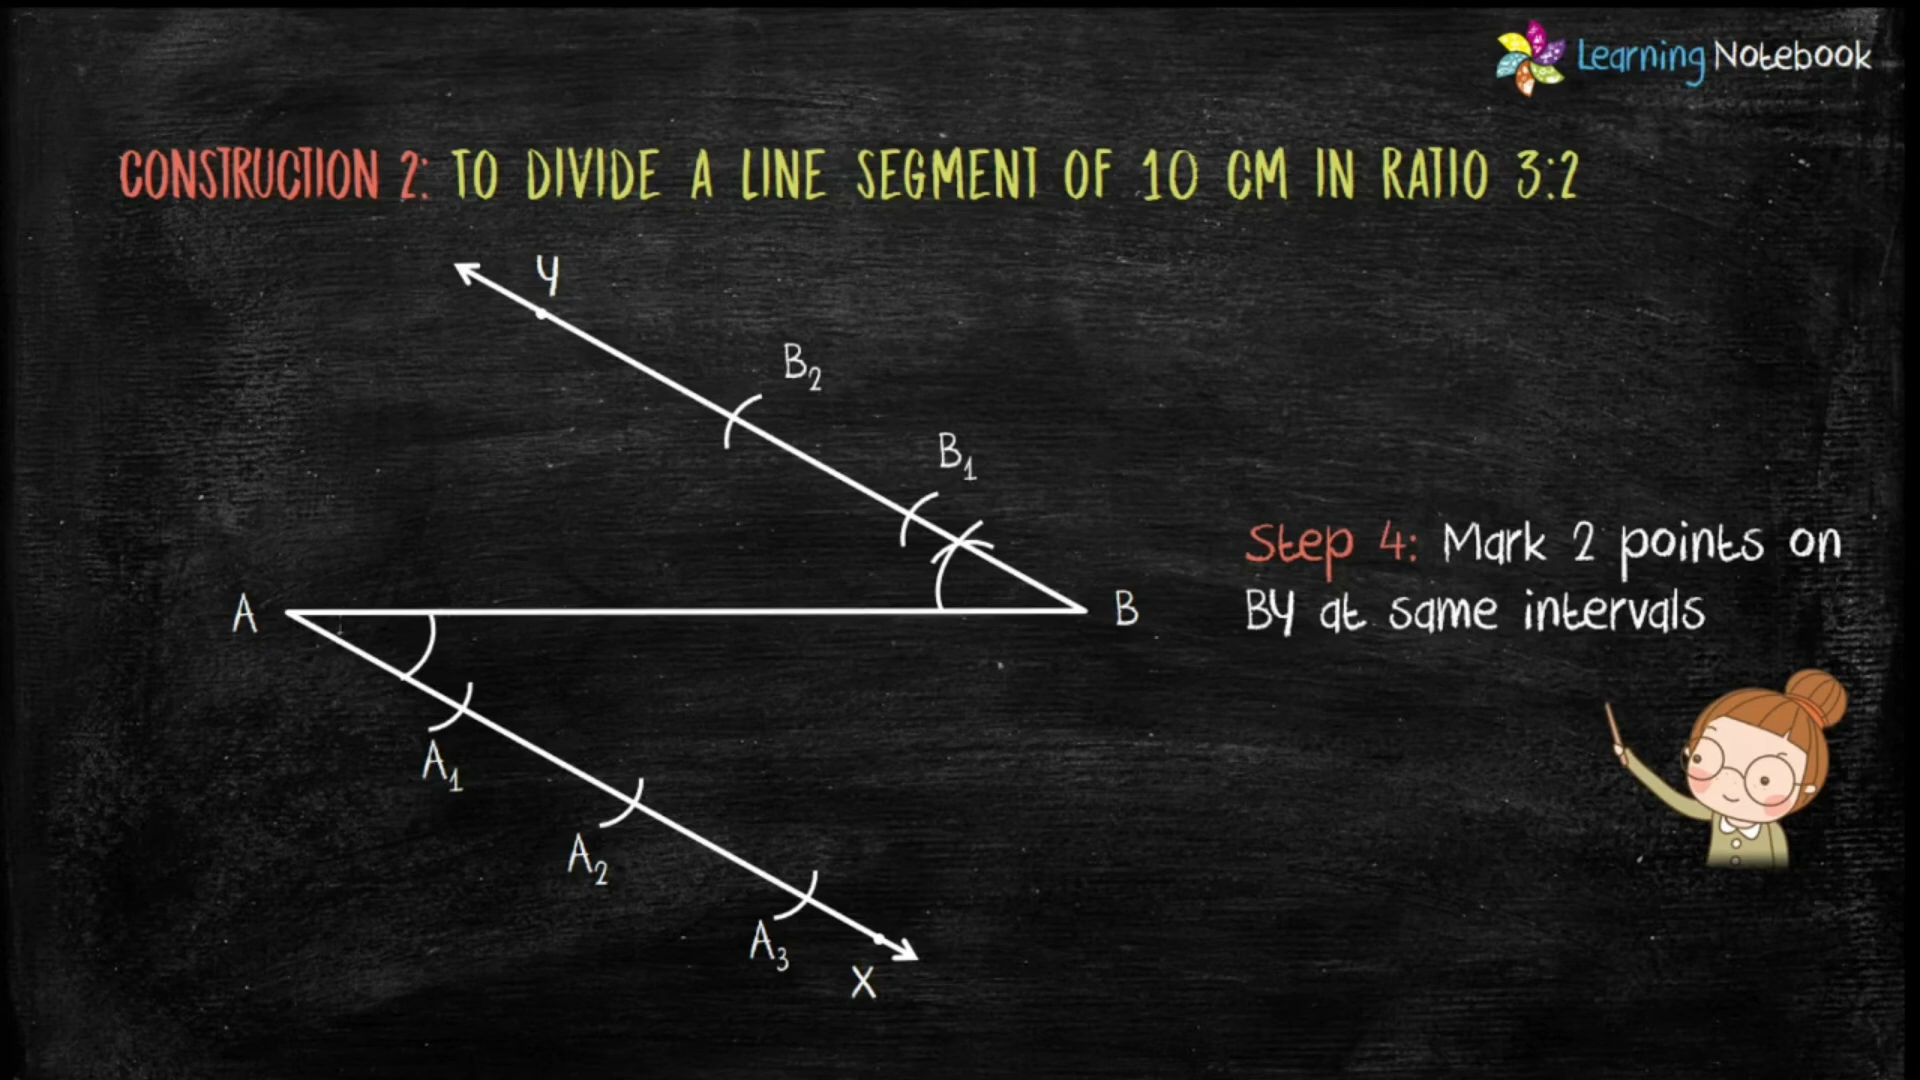 Learning Notebook
CONSTRUCTION 2: TO DIVIDE A LINE SEGMENT OF 10 CM IN RATIO 3:2
Y
B₂
B₁
A
B
Step 4: Mark 2 points on
BY at same intervals
A₁
A₂
A₃
X